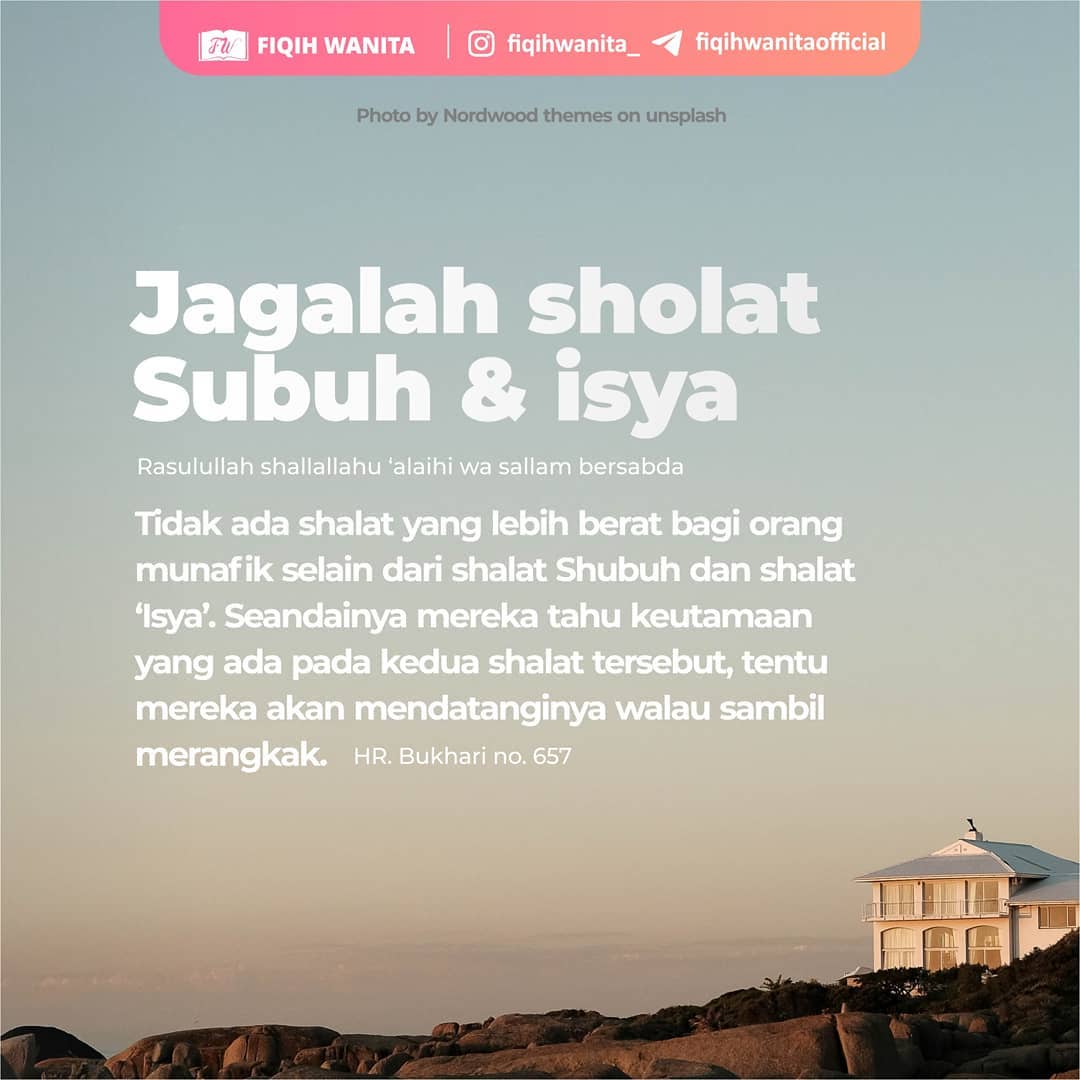 FW FIQIH WANITA fiqihwanita_ fiqihwanitaofficial
Photo by Nordwood themes on unsplash
Jagalah sholat
Subuh & isya
Rasulullah shallallahu ‘alaihi wa sallam bersabda
Tidak ada shalat yang lebih berat bagi orang
munafik selain dari shalat Shubuh dan shalat
‘Isya’. Seandainya mereka tahu keutamaan
yang ada pada kedua shalat tersebut, tentu
mereka akan mendatanginya walau sambil
merangkak. HR. Bukhari no. 657